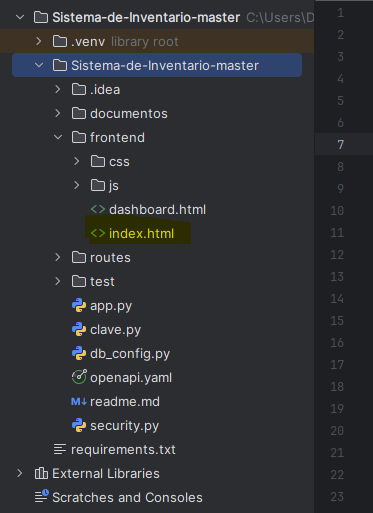 Sistema-de-Inventario-master C:\Users\D
.venv library root
Sistema-de-Inventario-master
.idea
documentos
frontend
css
js
<> dashboard.html
<> index.html
routes
test
app.py
clave.py
db_config.py
openapi.yaml
M↓ readme.md
security.py
requirements.txt
External Libraries
Scratches and Consoles
1
2
3
4
5
6
7
8
9
10
11
12
13
14
15
16
17
18
19
20
21
22
23